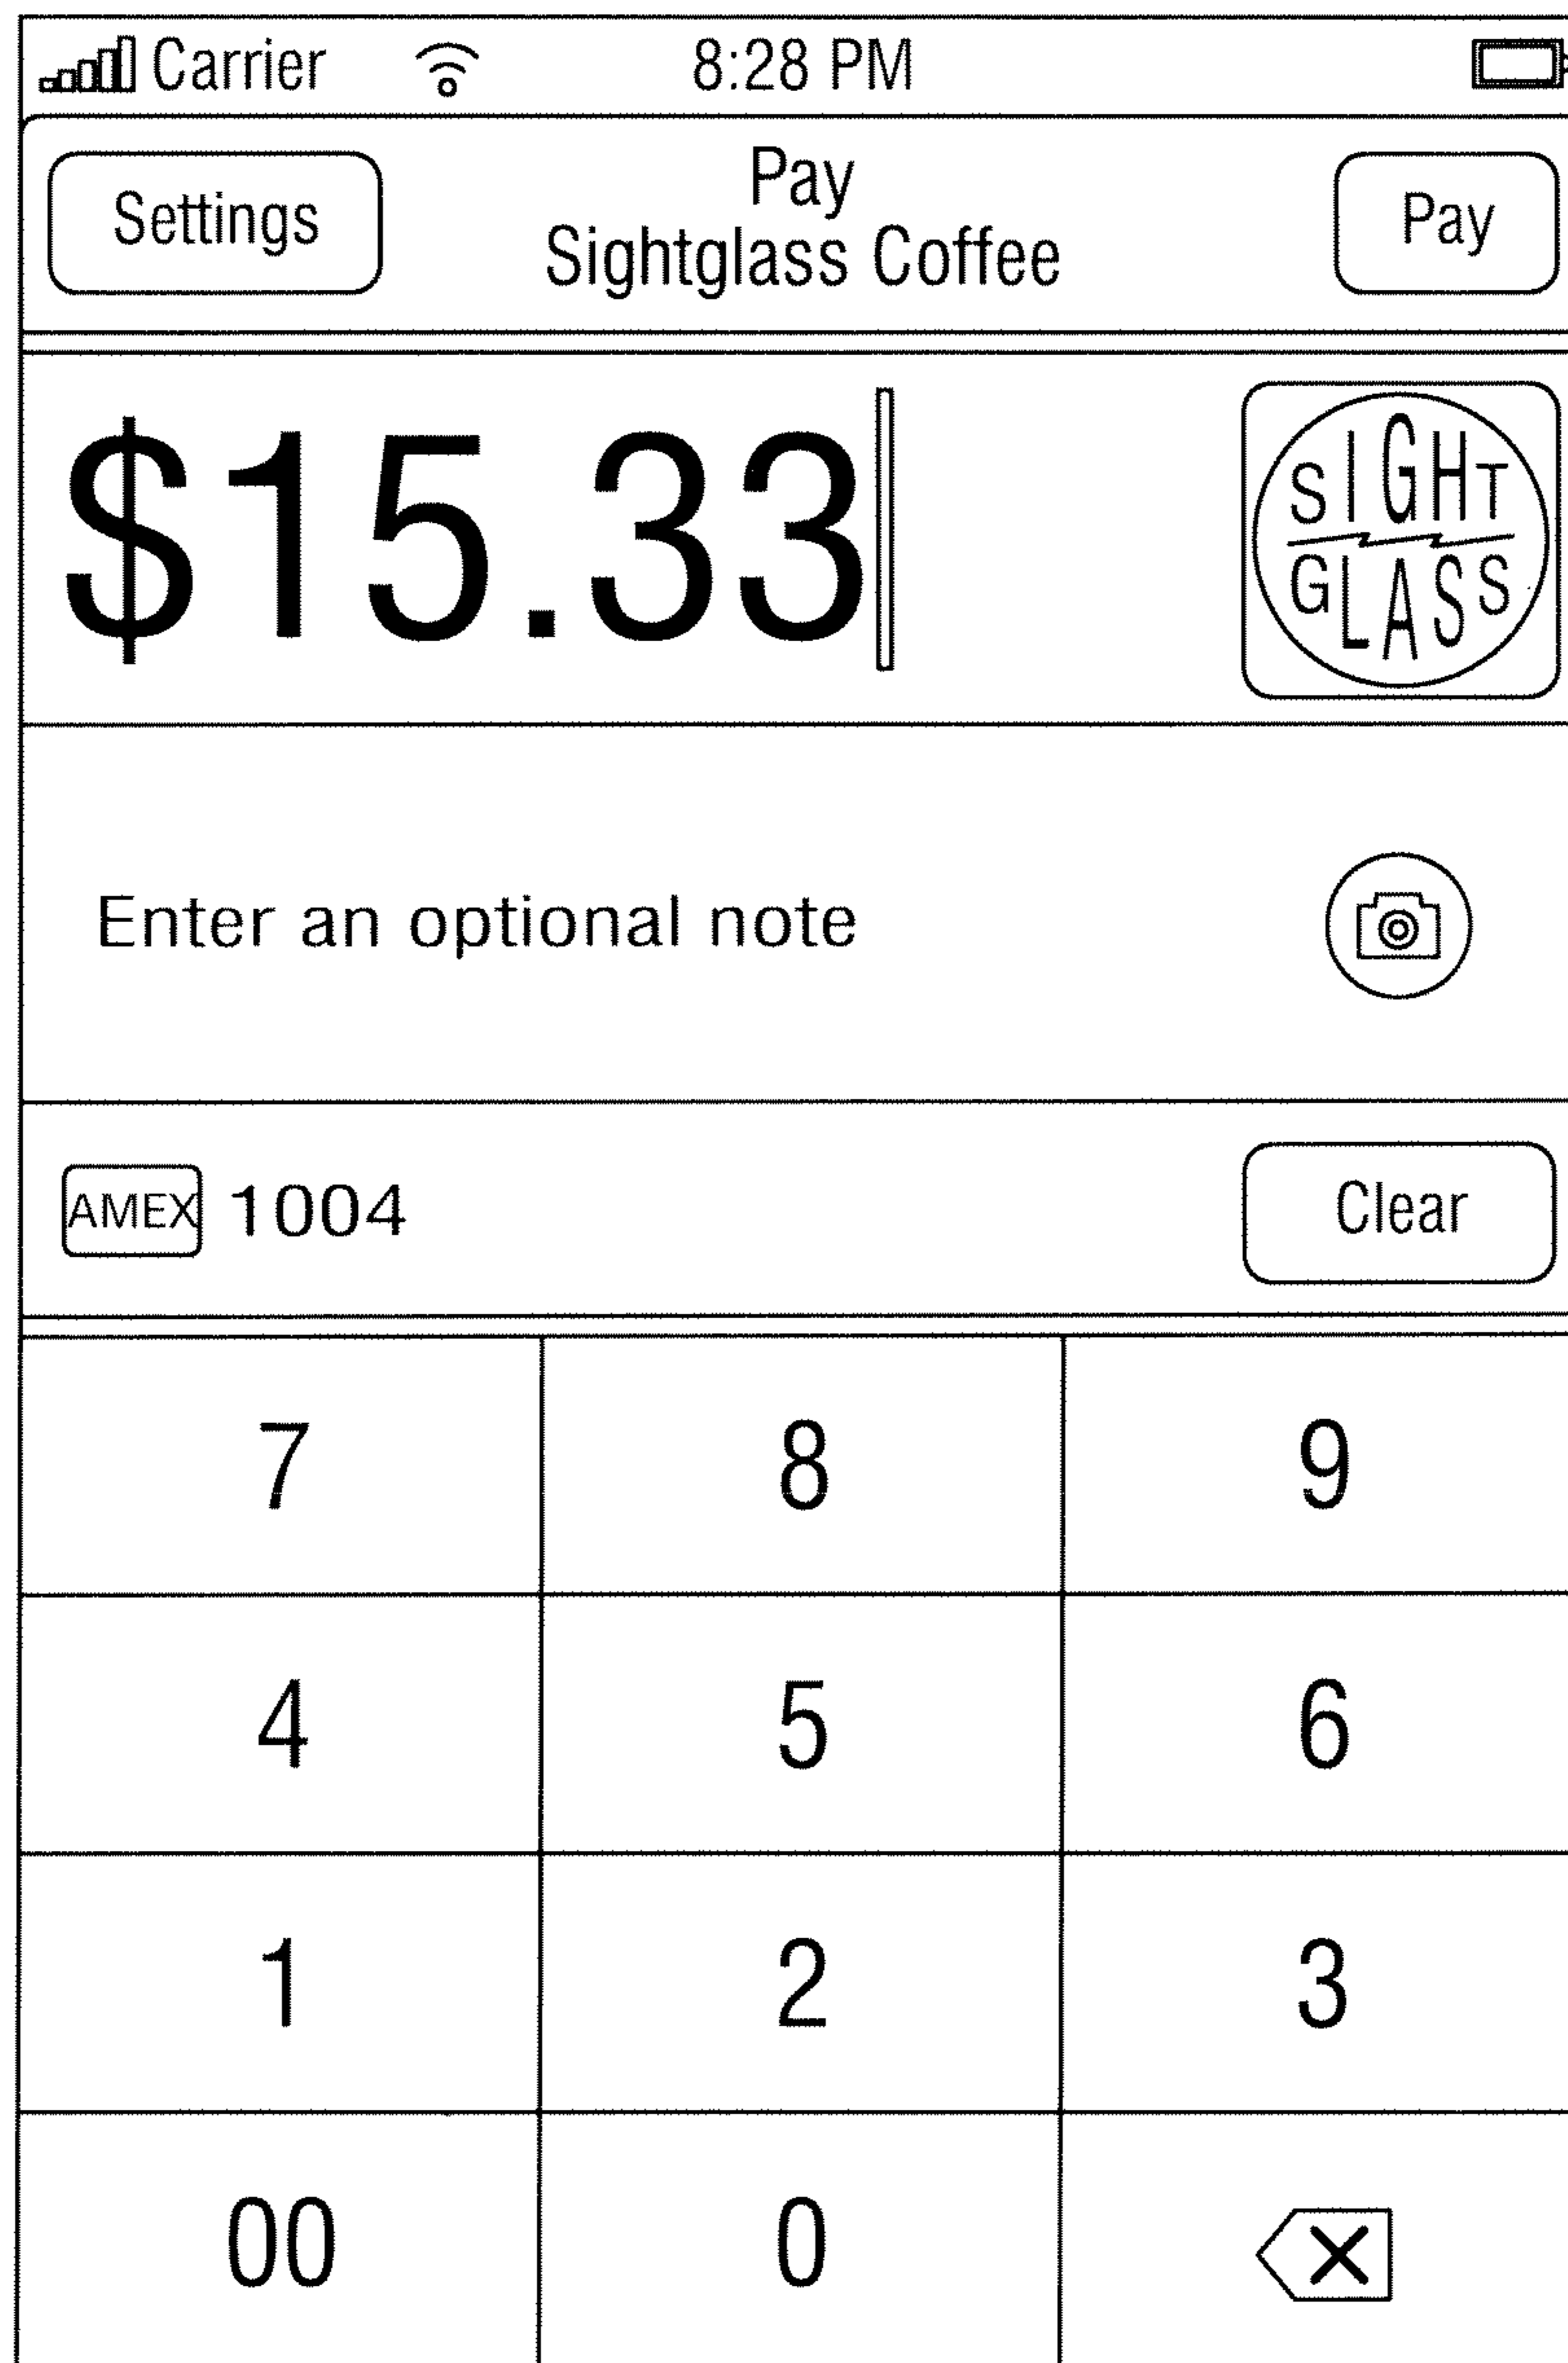 Carrier 8:28 PM
Settings Pay Pay
Sightglass Coffee
$15.33
SIGHT
GLASS
Enter an optional note
AMEX 1004 Clear
7 8 9
4 5 6
1 2 3
00 0